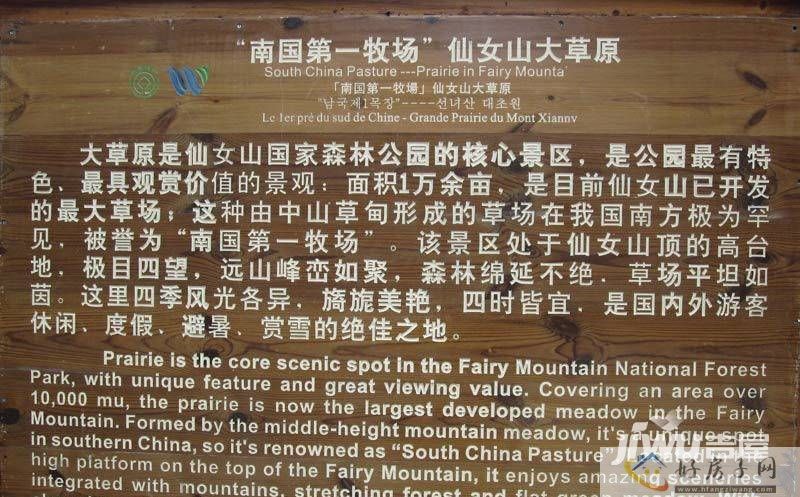 “南国第一牧场”仙女山大草原
South China Pasture ---Prairie in Fairy Mounta
「南国第一牧場」仙女山大草原
"남국제1목장"----선녀산 대초원
Le 1er pré du sud de Chine - Grande Prairie du Mont Xiannv
大草原是仙女山国家森林公园的核心景区，是公园最有特
色、最具观赏价值的景观：面积1万余亩，是目前仙女山已开发
的最大草场；这种由中山草甸形成的草场在我国南方极为罕
见，被誉为“南国第一牧场”。该景区处于仙女山顶的高台
地，极目四望，远山峰峦如聚，森林绵延不绝．草场平坦如
茵。这里四季风光各异，旖旎美艳，四时皆宜．是国内外游客
休闲、度假、避暑、赏雪的绝佳之地。
Prairie is the core scenic spot in the Fairy Mountain National Forest
Park, with unique feature and great viewing value. Covering an area over
10,000 mu, the prairie is now the largest developed meadow in the Fairy
Mountain. Formed by the middle-height mountain meadow, it's a unique spot
in southern China, so it's renowned as “South China Pasture”.
high platform on the top of the Fairy Mountain, it enjoys amazing sceneries
integrated with mountains, stretching forest and flat green
好房子网
www.hfangziwang.com